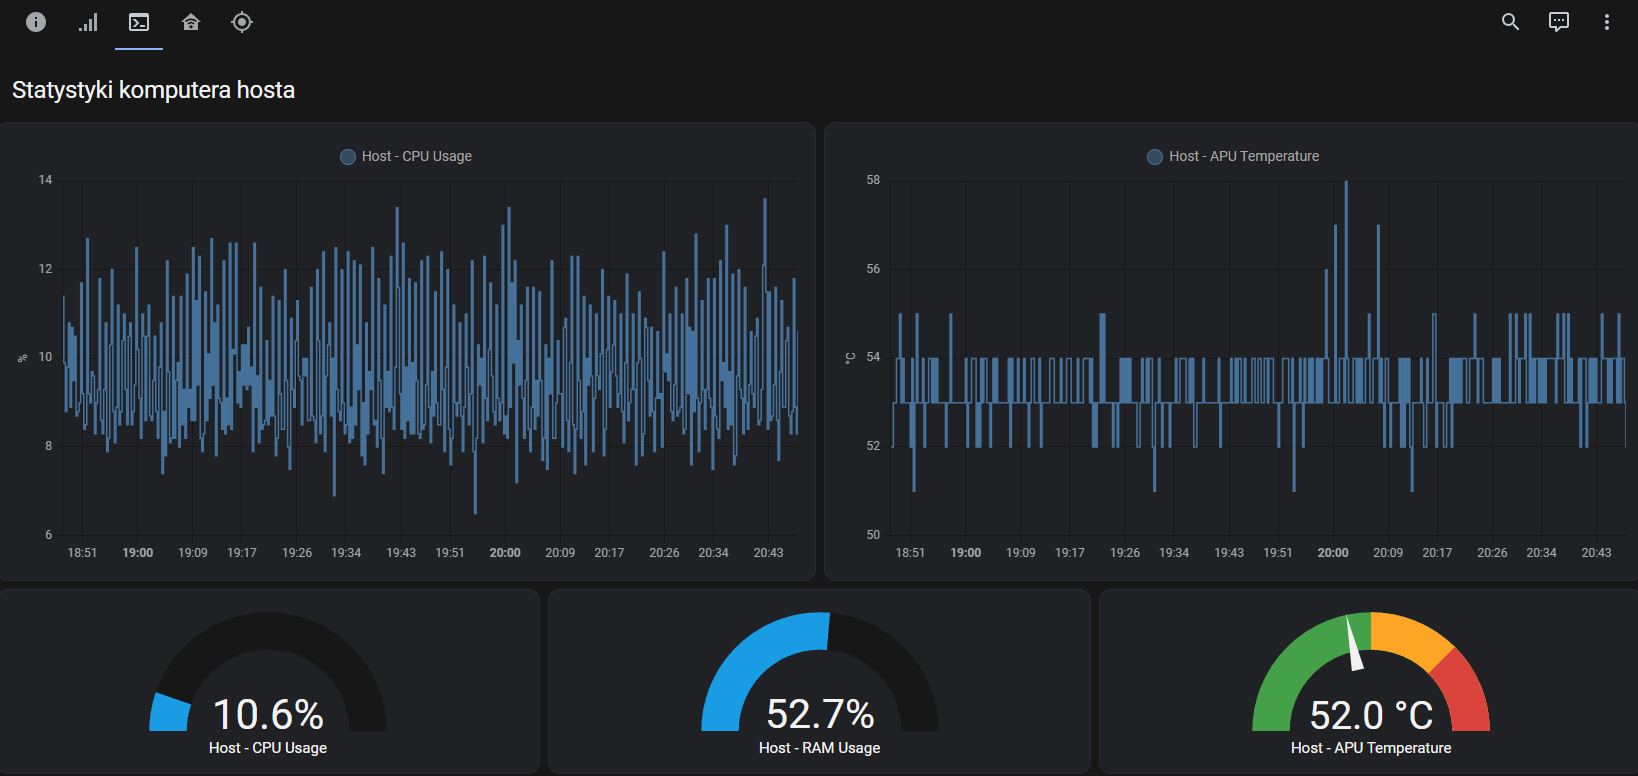 Statystyki komputera hosta
Host - CPU Usage
14
12
10
8
6
%
18:51 19:00 19:09 19:17 19:26 19:34 19:43 19:51 20:00 20:09 20:17 20:26 20:34 20:43
Host - APU Temperature
58
56
54
52
50
°C
18:51 19:00 19:09 19:17 19:26 19:34 19:43 19:51 20:00 20:09 20:17 20:26 20:34 20:43
10.6%
Host - CPU Usage
52.7%
Host - RAM Usage
52.0 °C
Host - APU Temperature